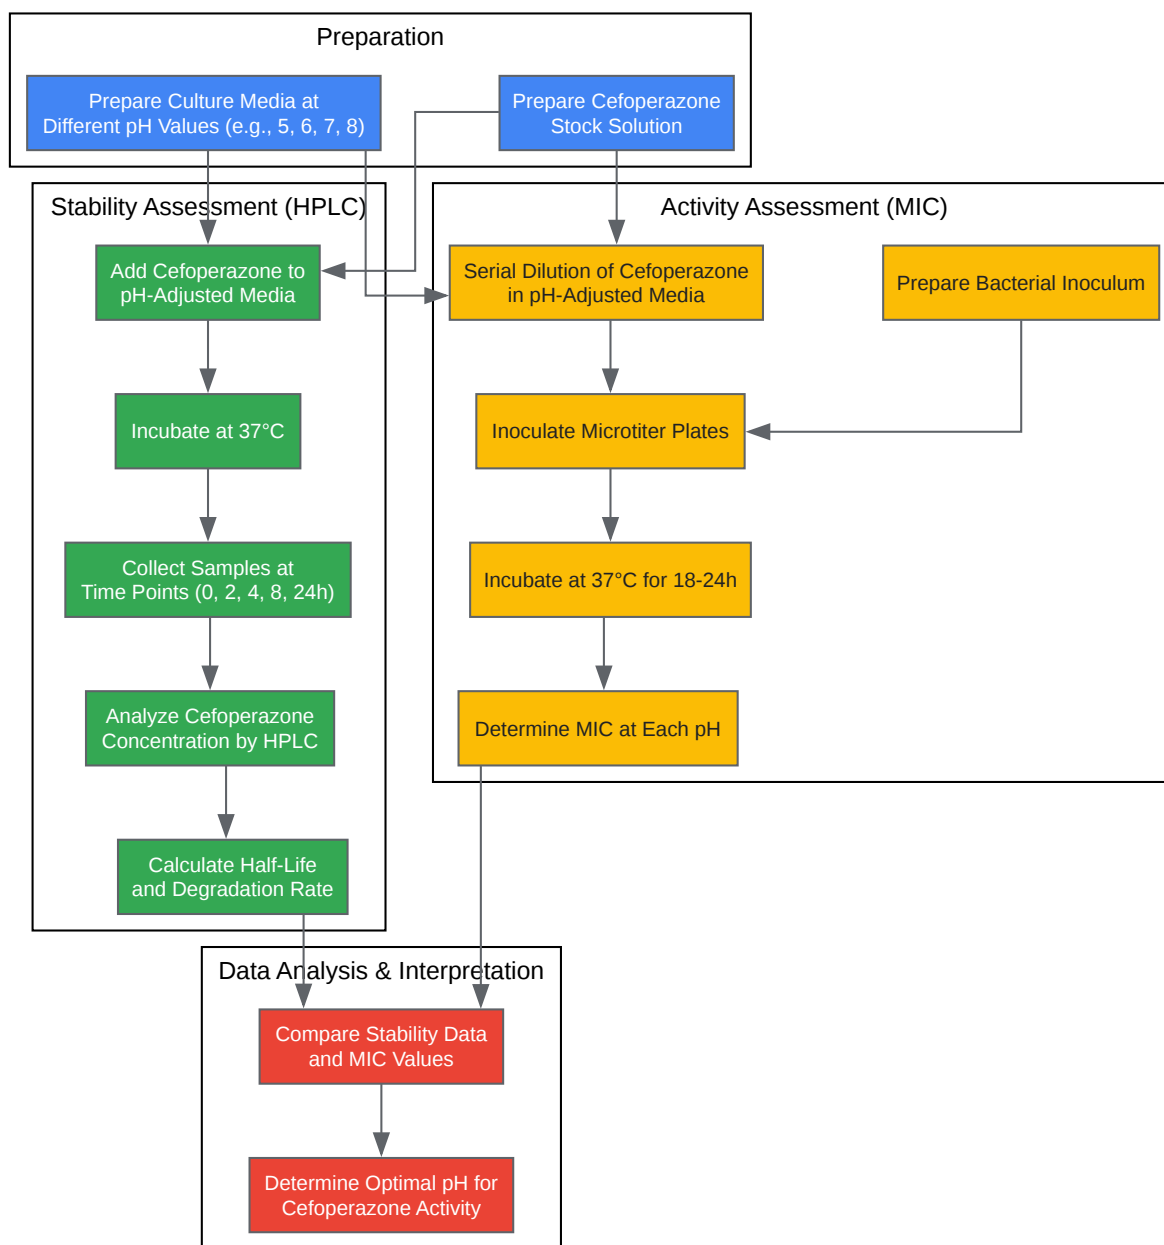 Preparation
Prepare Culture Media at
Different pH Values (e.g., 5, 6, 7, 8)
Prepare Cefoperazone
Stock Solution
Stability Assessment (HPLC)
Add Cefoperazone to
pH-Adjusted Media
Incubate at 37°C
Collect Samples at
Time Points (0, 2, 4, 8, 24h)
Analyze Cefoperazone
Concentration by HPLC
Calculate Half-Life
and Degradation Rate
Activity Assessment (MIC)
Serial Dilution of Cefoperazone
in pH-Adjusted Media
Prepare Bacterial Inoculum
Inoculate Microtiter Plates
Incubate at 37°C for 18-24h
Determine MIC at Each pH
Data Analysis & Interpretation
Compare Stability Data
and MIC Values
Determine Optimal pH for
Cefoperazone Activity